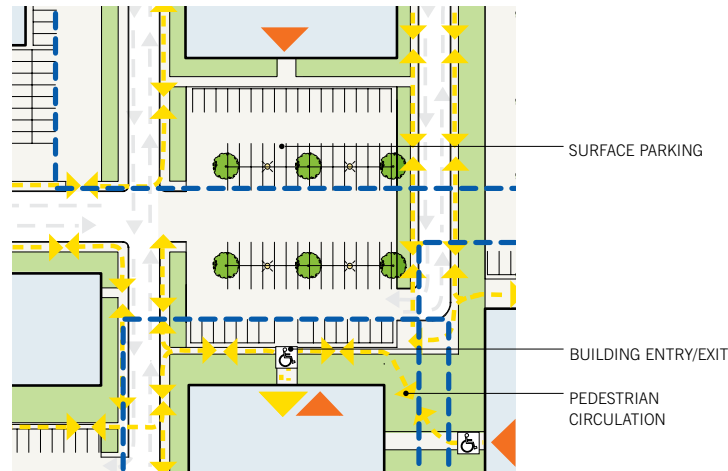 SURFACE PARKING
BUILDING ENTRY/EXIT
PEDESTRIAN
CIRCULATION